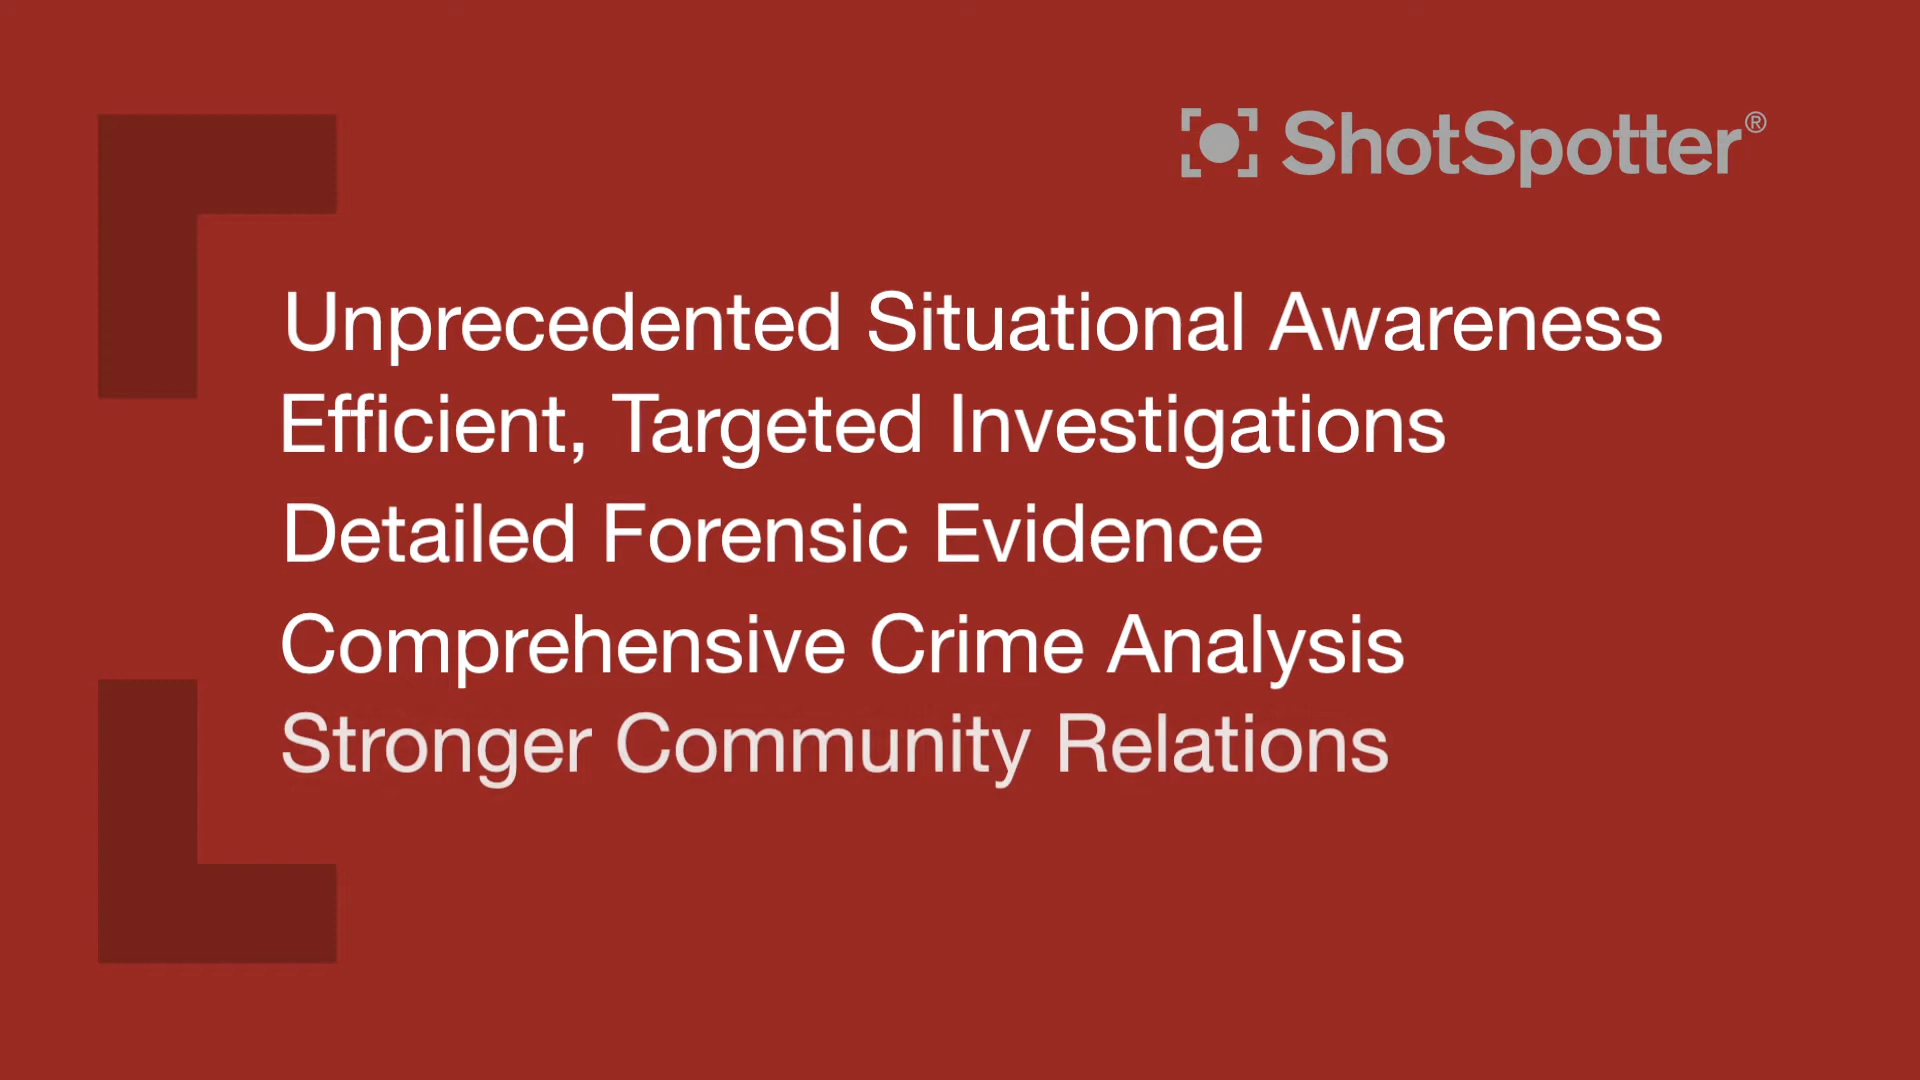 ShotSpotter®
Unprecedented Situational Awareness
Efficient, Targeted Investigations
Detailed Forensic Evidence
Comprehensive Crime Analysis
Stronger Community Relations